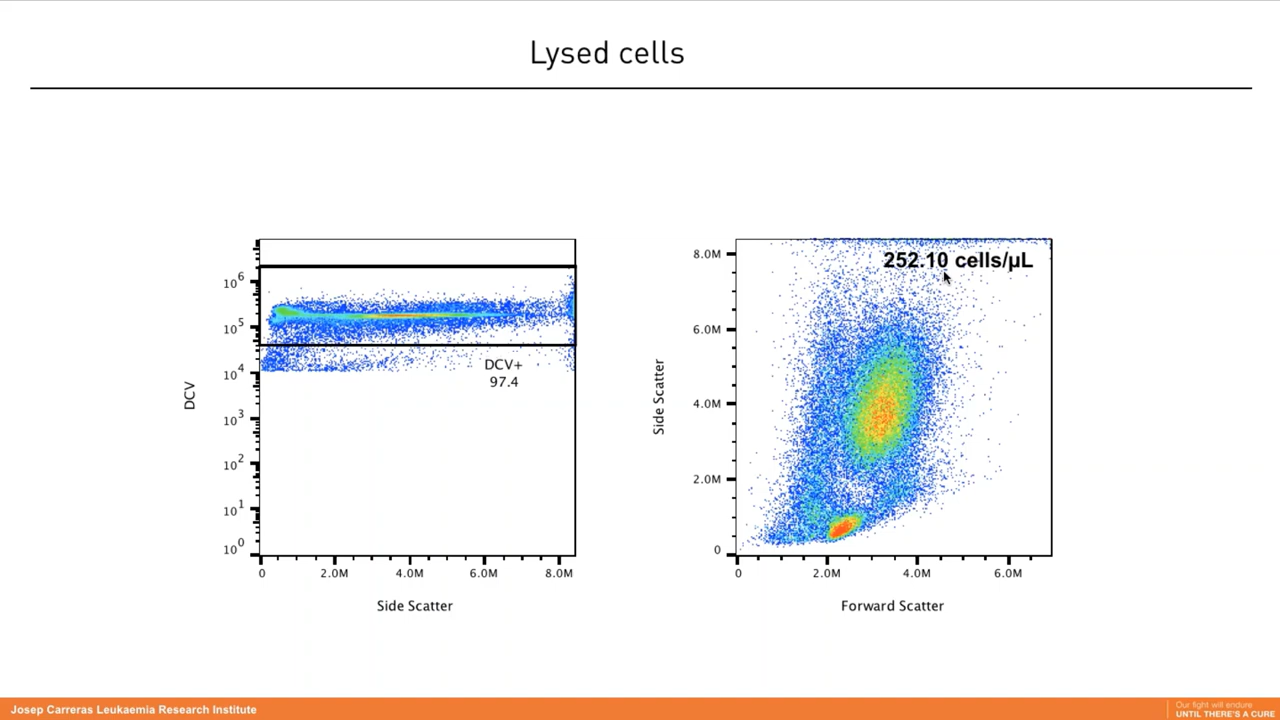 Lysed cells
10^6
10^5
10^4
10^3
10^2
10^1
10^0
DCV
DCV+
97.4
0
2.0M
4.0M
6.0M
8.0M
Side Scatter
8.0M
6.0M
4.0M
2.0M
0
Side Scatter
252.10 cells/µL
0
2.0M
4.0M
6.0M
Forward Scatter
Josep Carreras Leukaemia Research Institute
Our fight will endure
UNTIL THERE'S A CURE